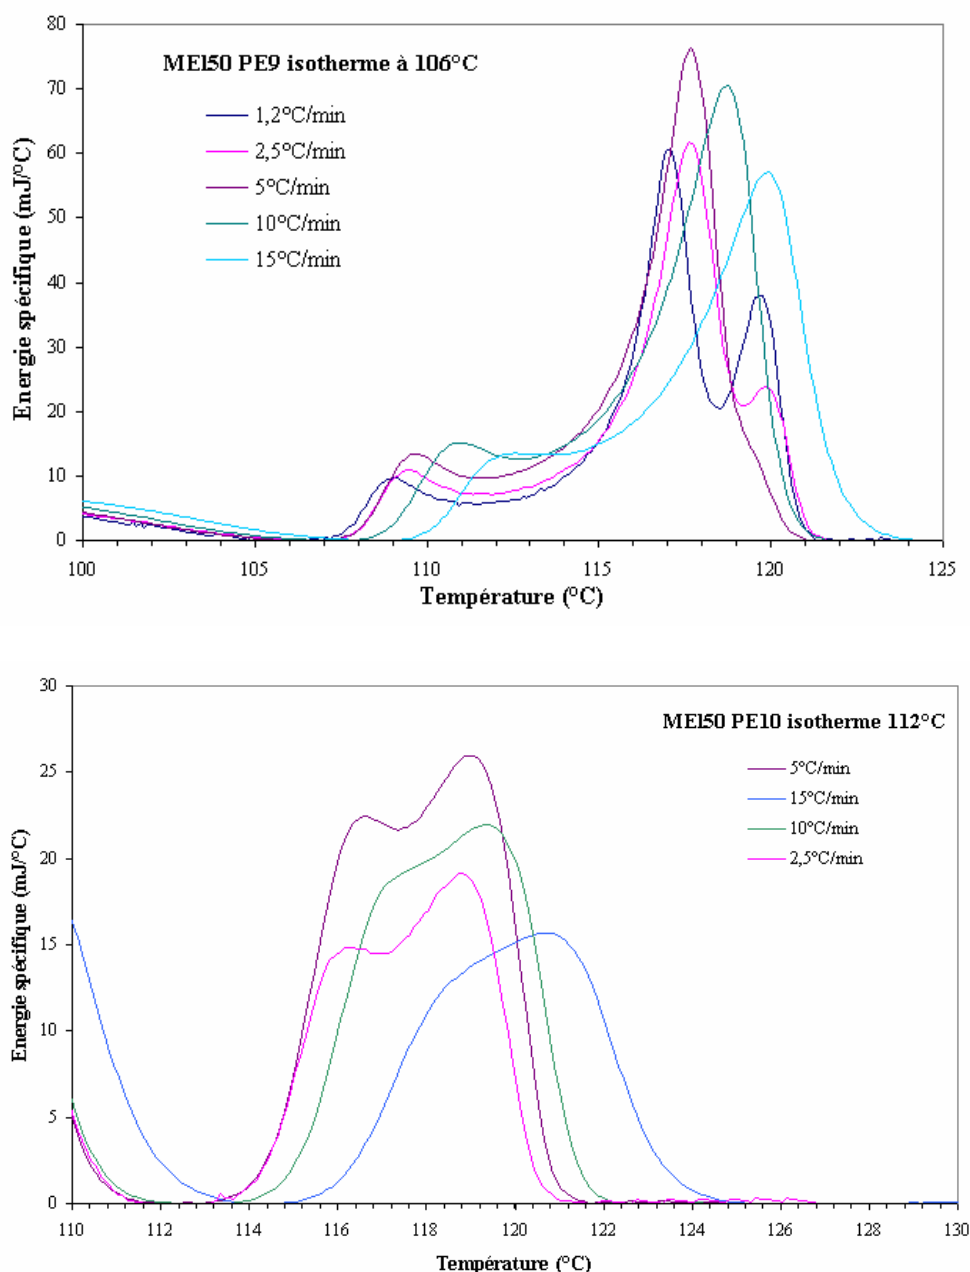 80
70
60
50
40
30
20
10
0
Energie spécifique (mJ/°C)
MEI50 PE9 isotherme à 106°C
1,2°C/min
2,5°C/min
5°C/min
10°C/min
15°C/min
100 105 110 115 120 125
Température (°C)
30
25
20
15
10
5
0
Energie spécifique (mJ/°C)
MEI50 PE10 isotherme 112°C
5°C/min
15°C/min
10°C/min
2,5°C/min
110 112 114 116 118 120 122 124 126 128 130
Température (°C)